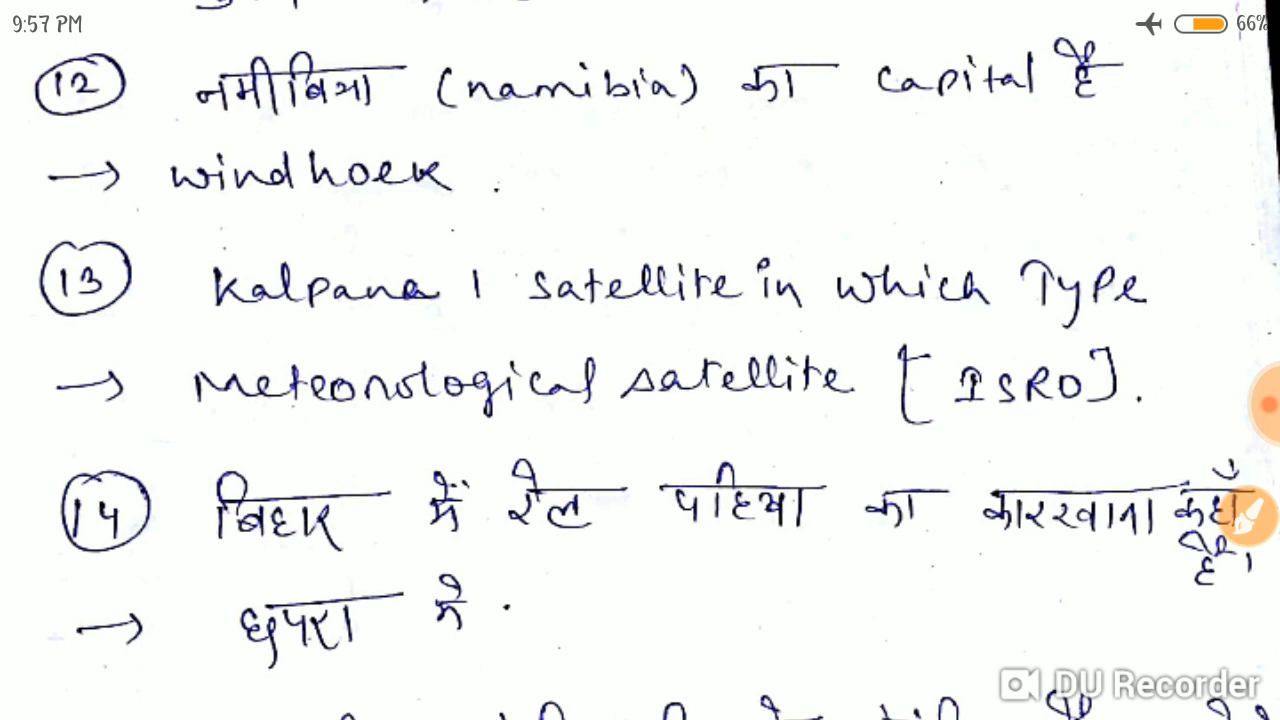 9:57 PM 66%
12 नमीबिया (namibia) का capital है
→ windhoek .
13 Kalpana 1 satellite in which Type
→ Meteorological satellite [ ISRO ] .
14 बिहार में रेल पहिया का कारखाना कहाँ
है।
→ छपरा मे .
DU Recorder